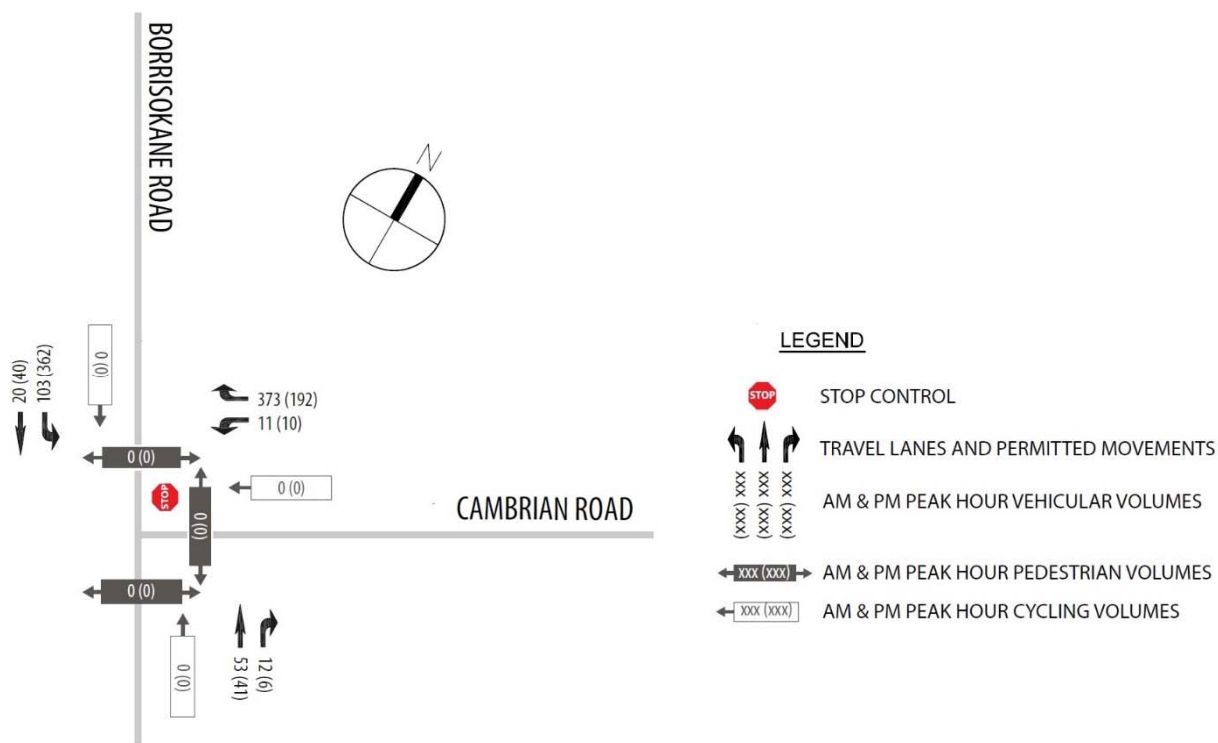 BORRISOKANE ROAD
N
20 (40)
103 (362)
0 (0)
373 (192)
11 (10)
0 (0)
STOP
0 (0)
0 (0)
CAMBRIAN ROAD
0 (0)
0 (0)
53 (41)
12 (6)
LEGEND
STOP
STOP CONTROL
TRAVEL LANES AND PERMITTED MOVEMENTS
XXX (XXX)
XXX (XXX)
XXX (XXX)
AM & PM PEAK HOUR VEHICULAR VOLUMES
XXX (XXX)
AM & PM PEAK HOUR PEDESTRIAN VOLUMES
XXX (XXX)
AM & PM PEAK HOUR CYCLING VOLUMES